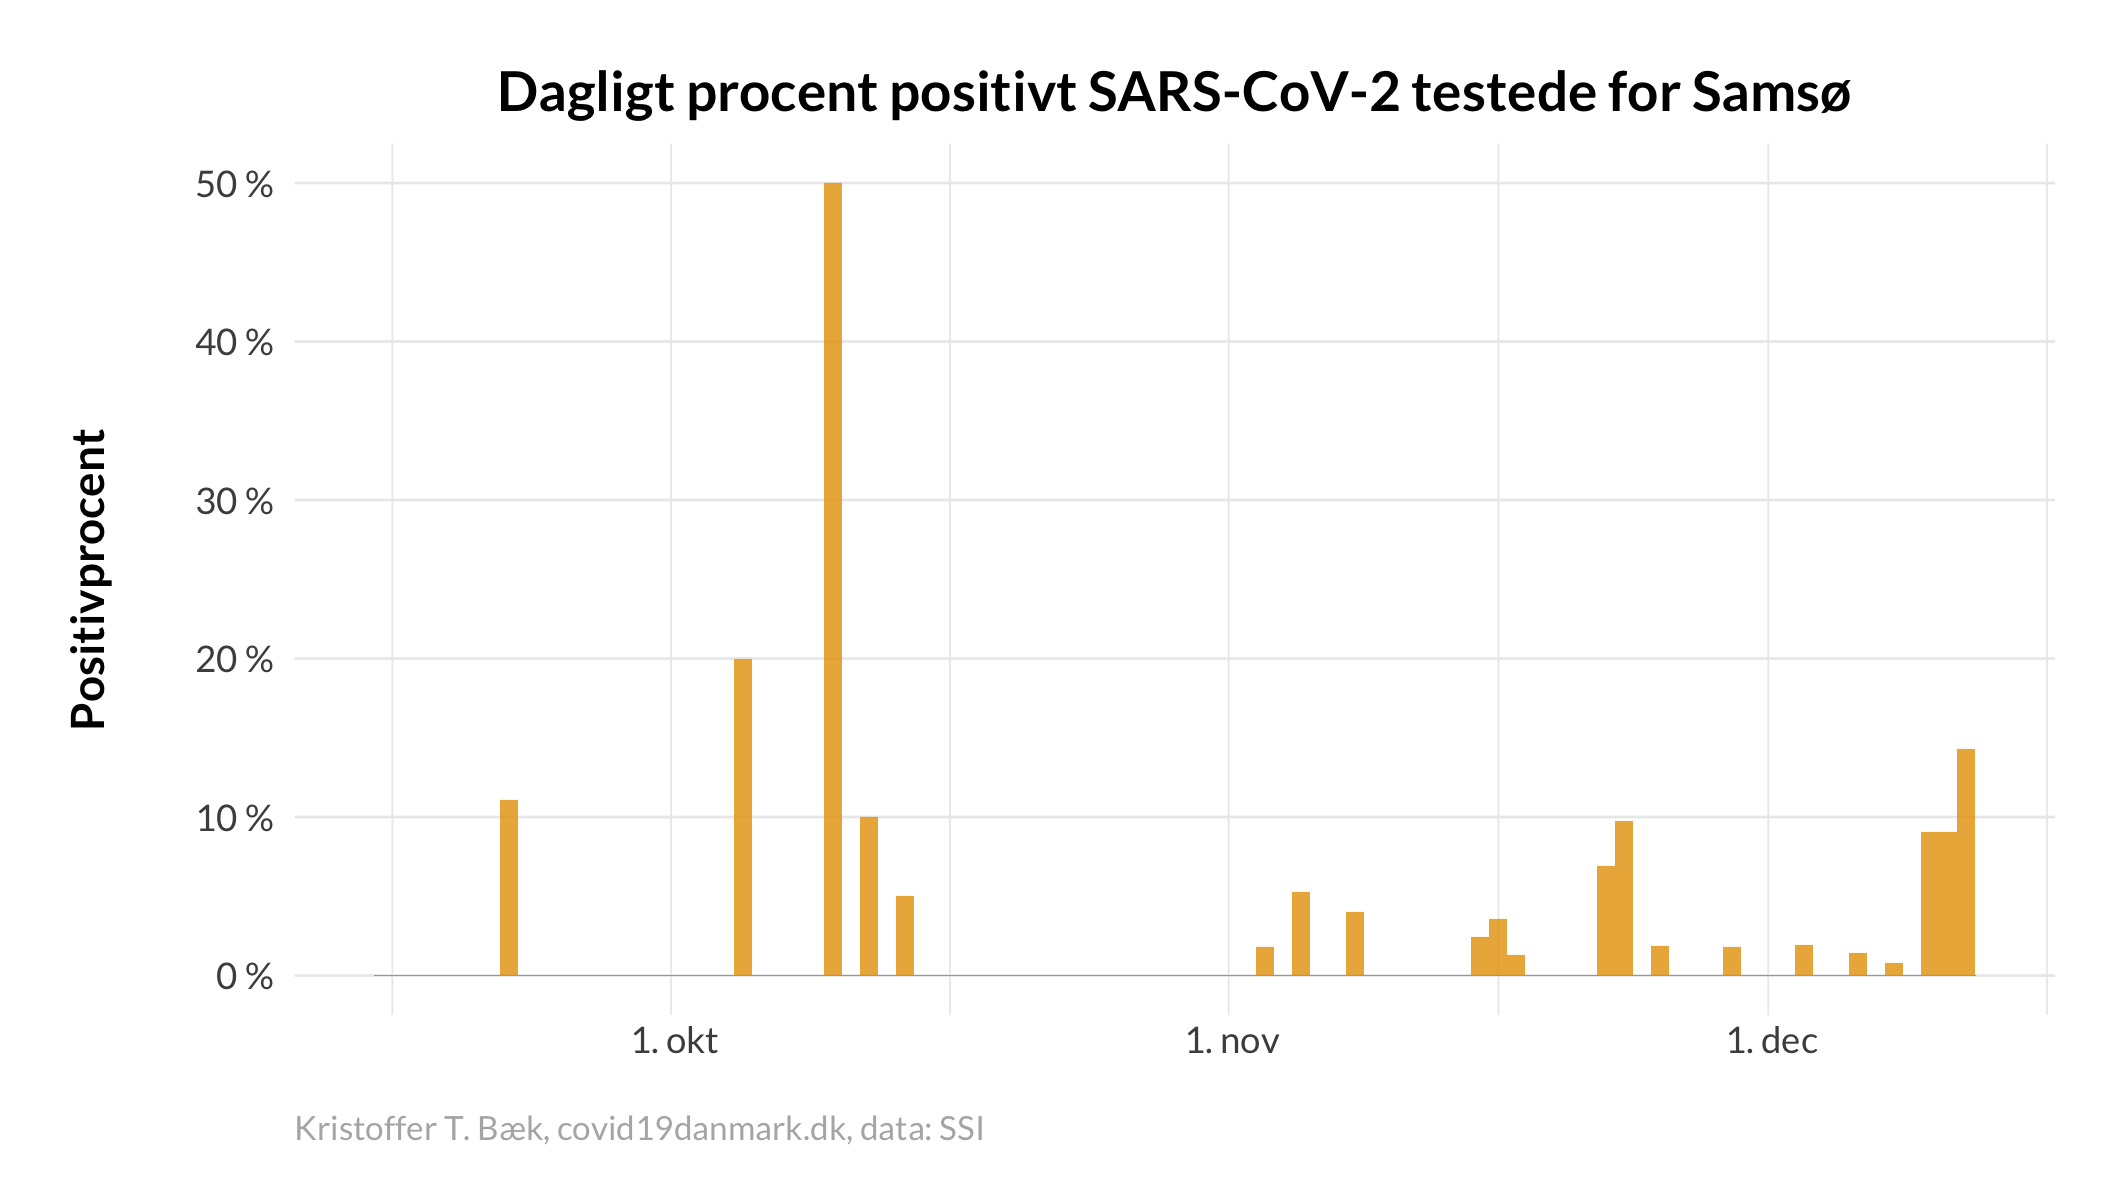 Dagligt procent positivt SARS-CoV-2 testede for Samsø
Positivprocent
50 %
40 %
30 %
20 %
10 %
0 %
1. okt
1. nov
1. dec
Kristoffer T. Bæk, covid19danmark.dk, data: SSI